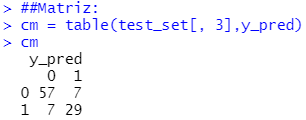 > ##Matriz:
> cm = table(test_set[, 3],y_pred)
> cm
y_pred
0 1
0 57 7
1 7 29